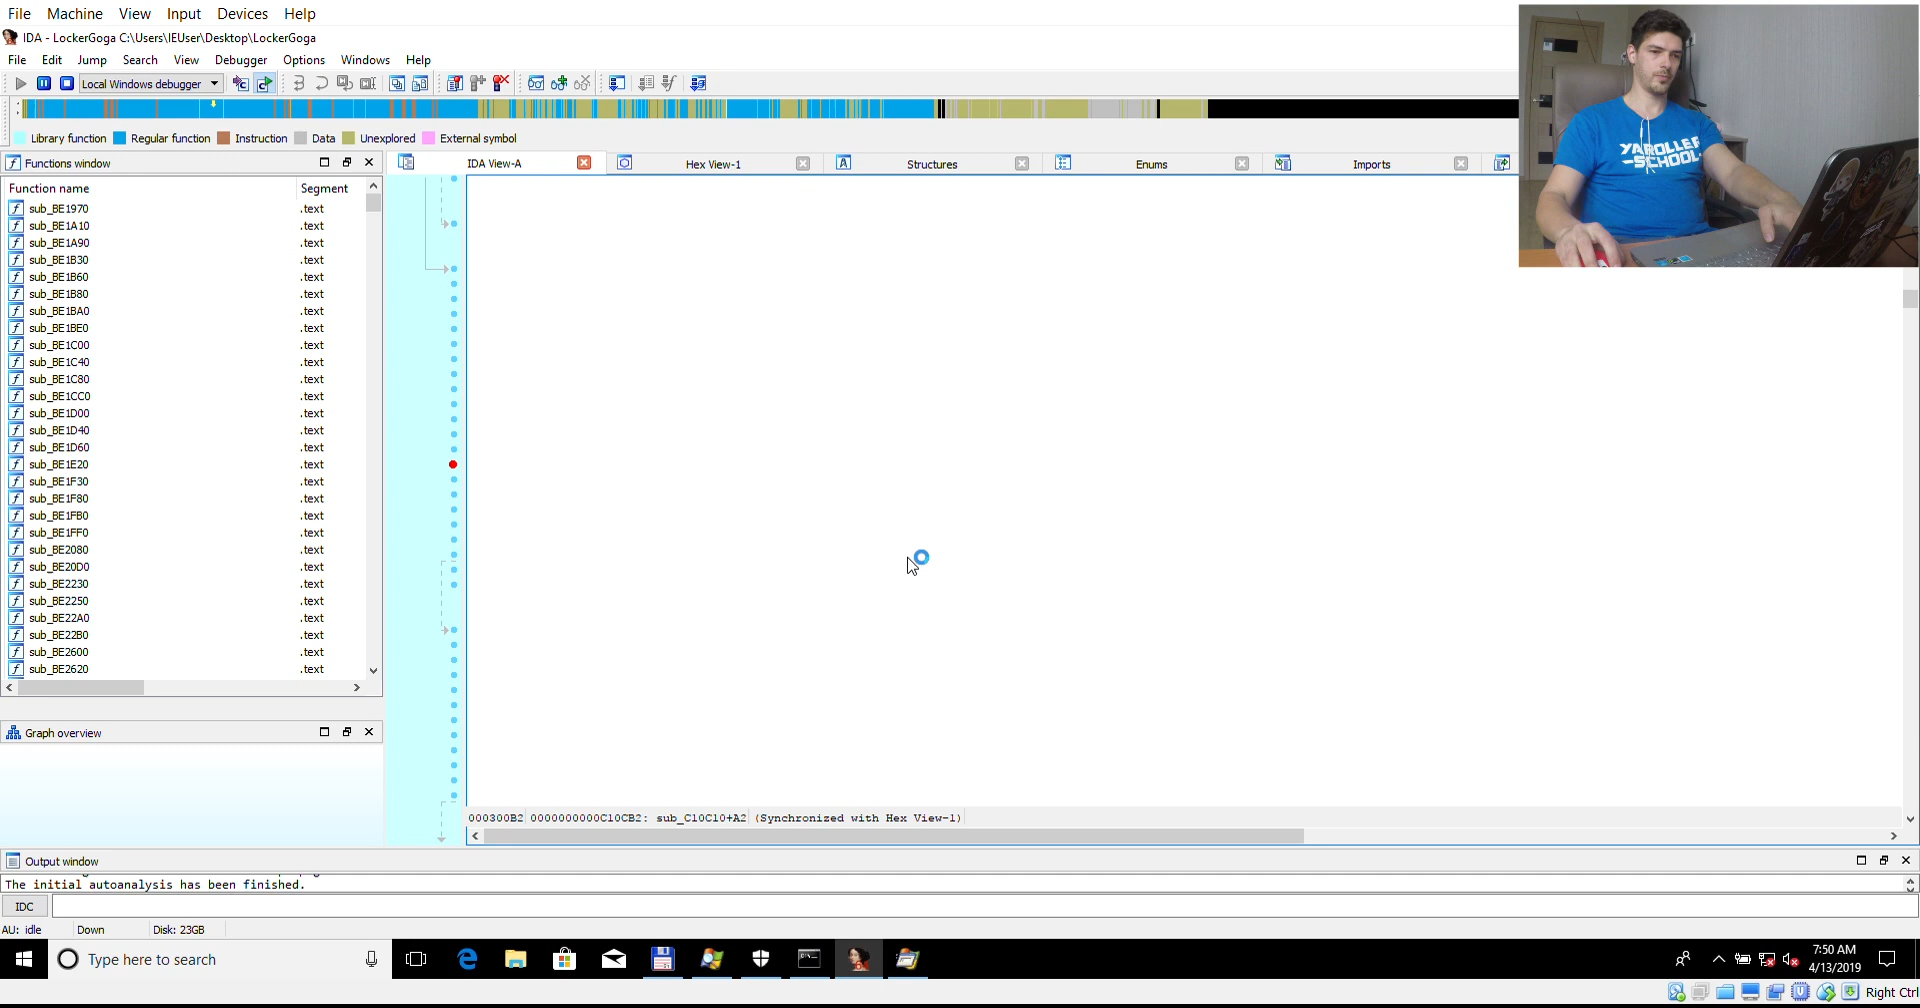 File Machine View Input Devices Help
IDA - LockerGoga C:\Users\IEUser\Desktop\LockerGoga
File Edit Jump Search View Debugger Options Windows Help
Local Windows debugger
Library function Regular function Instruction Data Unexplored External symbol
Functions window
IDA View-A
Hex View-1
Structures
Enums
Imports
Function name Segment
sub_BE1970 .text
sub_BE1A10 .text
sub_BE1A90 .text
sub_BE1B30 .text
sub_BE1B60 .text
sub_BE1B80 .text
sub_BE1BA0 .text
sub_BE1BE0 .text
sub_BE1C00 .text
sub_BE1C40 .text
sub_BE1C80 .text
sub_BE1CC0 .text
sub_BE1D00 .text
sub_BE1D40 .text
sub_BE1D60 .text
sub_BE1E20 .text
sub_BE1F30 .text
sub_BE1F80 .text
sub_BE1FB0 .text
sub_BE1FF0 .text
sub_BE2080 .text
sub_BE20D0 .text
sub_BE2230 .text
sub_BE2250 .text
sub_BE22A0 .text
sub_BE22B0 .text
sub_BE2600 .text
sub_BE2620 .text
Graph overview
000300B2 0000000000C10CB2: sub_C10C10+A2 (Synchronized with Hex View-1)
Output window
The initial autoanalysis has been finished.
IDC
AU: idle Down Disk: 23GB
Type here to search
7:50 AM
4/13/2019
Right Ctrl
YAROLLER
-SCHOOL-